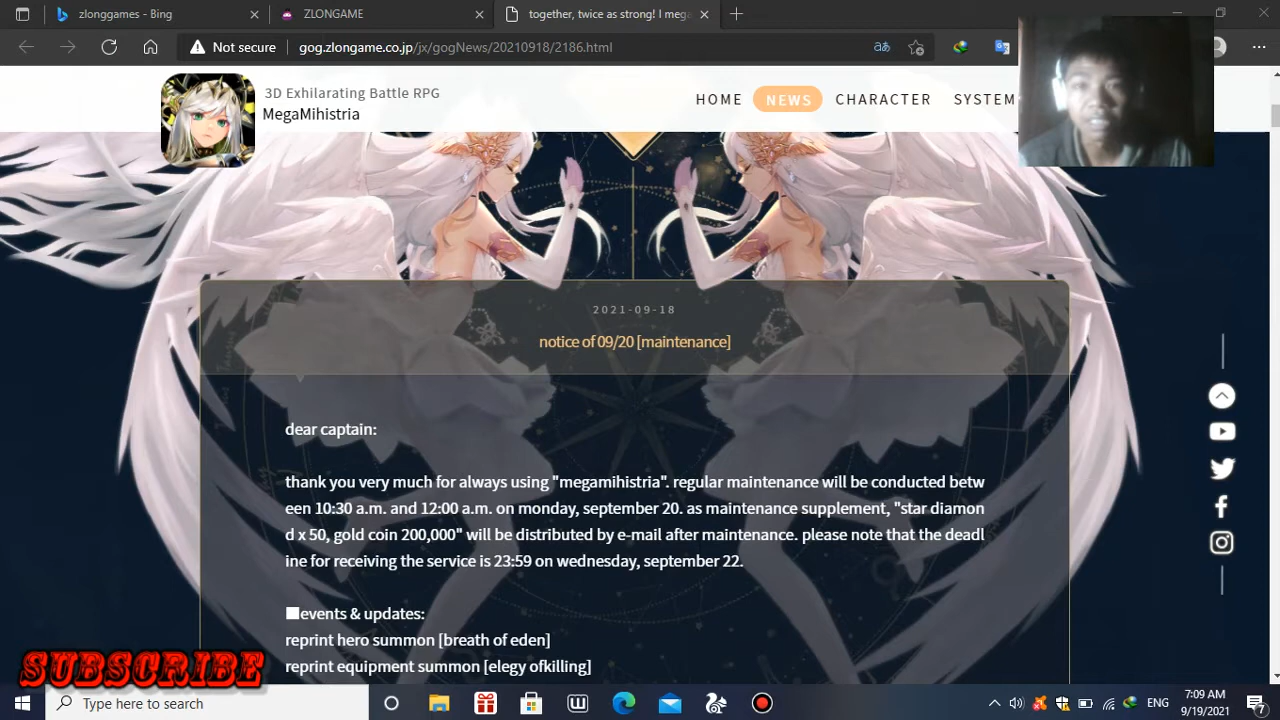 zlonggames - Bing
ZLONGAME
together, twice as strong! I mega
Not secure
gog.zlongame.co.jp/jx/gogNews/20210918/2186.html
3D Exhilarating Battle RPG
MegaMihistria
HOME NEWS CHARACTER SYSTEM
2021-09-18
notice of 09/20 [maintenance]
dear captain:
thank you very much for always using "megamihistria". regular maintenance will be conducted betw
een 10:30 a.m. and 12:00 a.m. on monday, september 20. as maintenance supplement, "star diamon
d x 50, gold coin 200,000" will be distributed by e-mail after maintenance. please note that the deadl
ine for receiving the service is 23:59 on wednesday, september 22.
■events & updates:
reprint hero summon [breath of eden]
reprint equipment summon [elegy ofkilling]
SUBSCRIBE
Type here to search
ENG
7:09 AM
9/19/2021
7